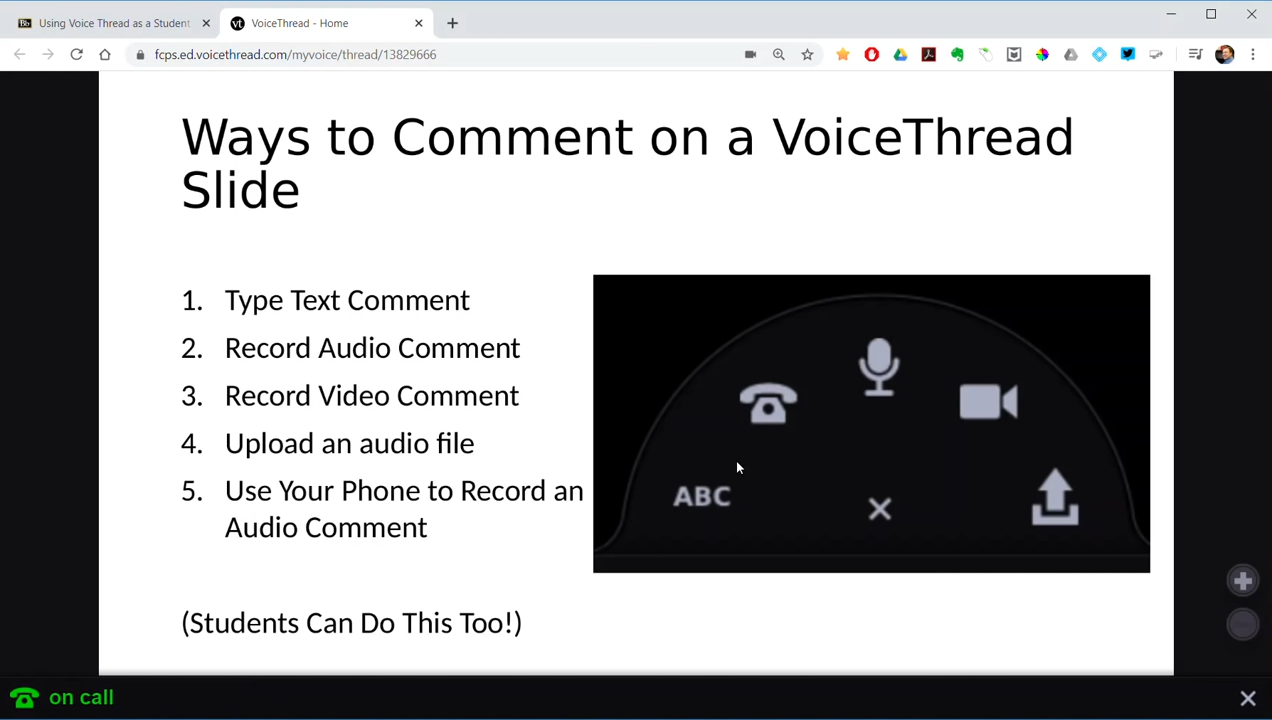 Using Voice Thread as a Student
VoiceThread - Home
fcps.ed.voicethread.com/myvoice/thread/13829666
Ways to Comment on a VoiceThread
Slide
1. Type Text Comment
2. Record Audio Comment
3. Record Video Comment
4. Upload an audio file
5. Use Your Phone to Record an
Audio Comment
ABC
(Students Can Do This Too!)
on call